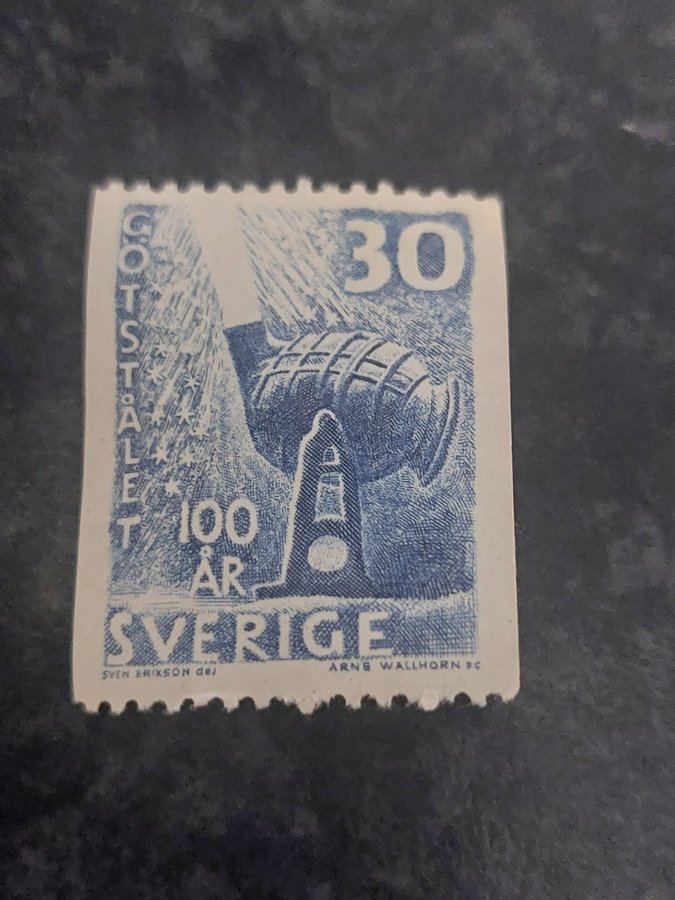 GÖTSTÅLET
30
100
ÅR
SVERIGE
SVEN ERIXSON del
ARNE WALLHORN sc